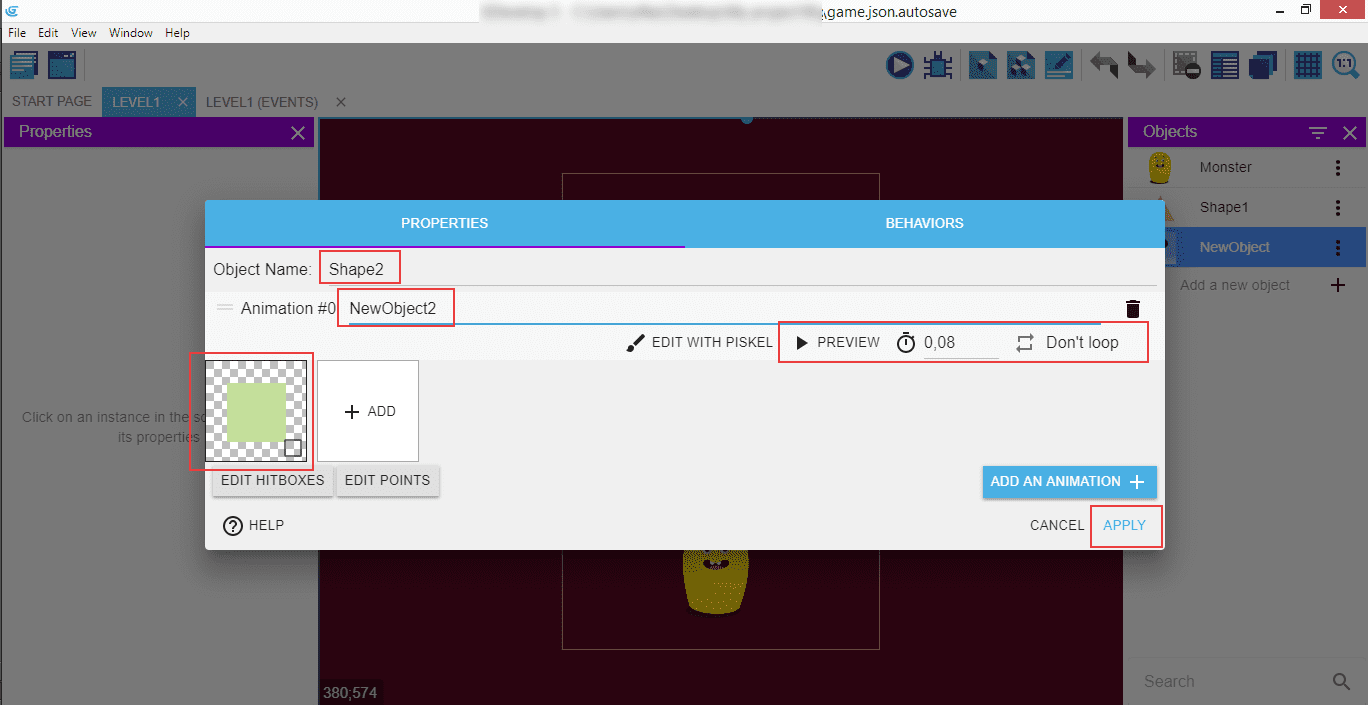 \game.json.autosave
File Edit View Window Help
1:1
START PAGE LEVEL1 LEVEL1 (EVENTS)
Properties
Objects
Monster
Shape1
NewObject
Add a new object
PROPERTIES BEHAVIORS
Object Name: Shape2
Animation #0 NewObject2
EDIT WITH PISKEL PREVIEW 0,08 Don't loop
Click on an instance in the sc
its properties
ADD
EDIT HITBOXES EDIT POINTS
ADD AN ANIMATION
HELP CANCEL APPLY
380;574
Search